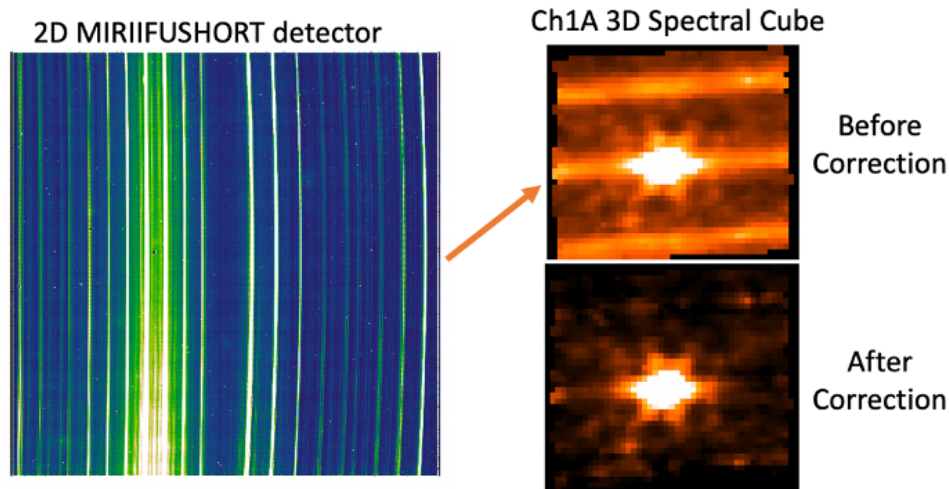 2D MIRIIFUSHORT detector
Ch1A 3D Spectral Cube
Before
Correction
After
Correction